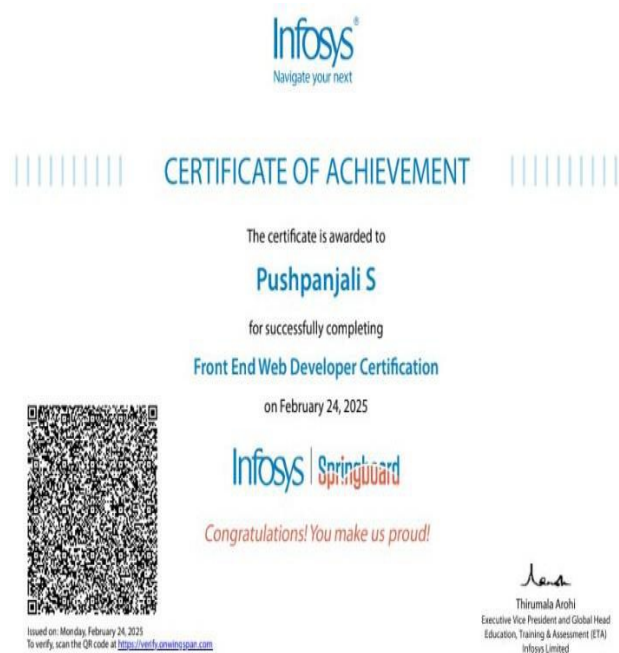 Infosys®
Navigate your next
CERTIFICATE OF ACHIEVEMENT
The certificate is awarded to
Pushpanjali S
for successfully completing
Front End Web Developer Certification
on February 24, 2025
Infosys | Springboard
Congratulations! You make us proud!
Thirumala Arohi
Executive Vice President and Global Head
Education, Training & Assessment (ETA)
Infosys Limited
Issued on: Monday, February 24, 2025
To verify, scan the QR code at https://verify.onwingspan.com